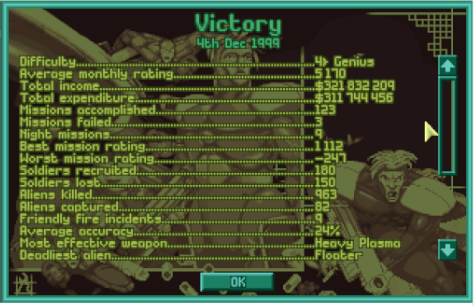 Victory
4th Dec 1999
Difficulty 4> Genius
Average monthly rating 5 170
Total income $321 832 209
Total expenditure $311 744 456
Missions accomplished 123
Missions failed 3
Night missions 9
Best mission rating 1 112
Worst mission rating -247
Soldiers recruited 180
Soldiers lost 150
Aliens killed 963
Aliens captured 82
Friendly fire incidents 9
Average accuracy 24%
Most effective weapon Heavy Plasma
Deadliest alien Floater
OK